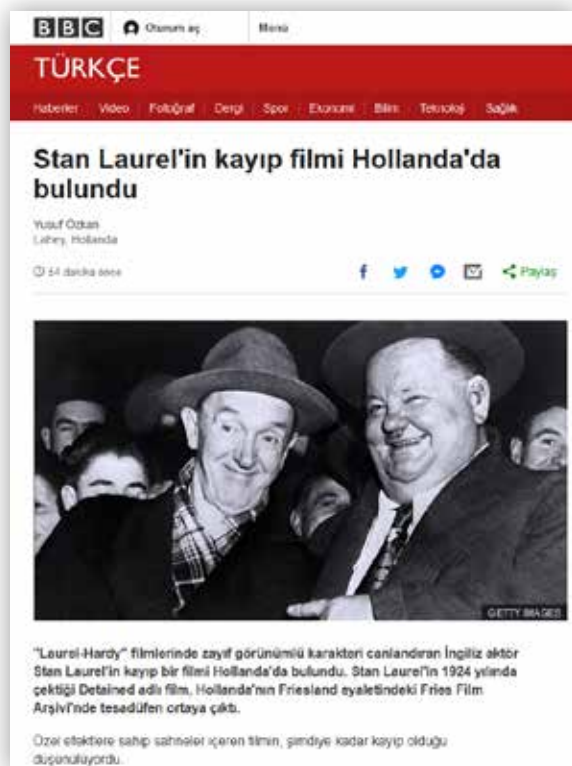 BBC Oturum aç Menü
TÜRKÇE
Haberler Video Fotoğraf Dergi Spor Ekonomi Bilim Teknoloji Sağlık
Stan Laurel'in kayıp filmi Hollanda'da
bulundu
Yusuf Özkan
Lahey, Hollanda
54 dakika önce
Paylaş
GETTY IMAGES
"Laurel-Hardy" filmlerinde zayıf görünümlü karakteri canlandıran İngiliz aktör
Stan Laurel'in kayıp bir filmi Hollanda'da bulundu. Stan Laurel'in 1924 yılında
çektiği Detained adlı film, Hollanda'nın Friesland eyaletindeki Fries Film
Arşivi'nde tesadüfen ortaya çıktı.
Özel efektlere sahip sahneler içeren filmin, şimdiye kadar kayıp olduğu
düşünülüyordu.